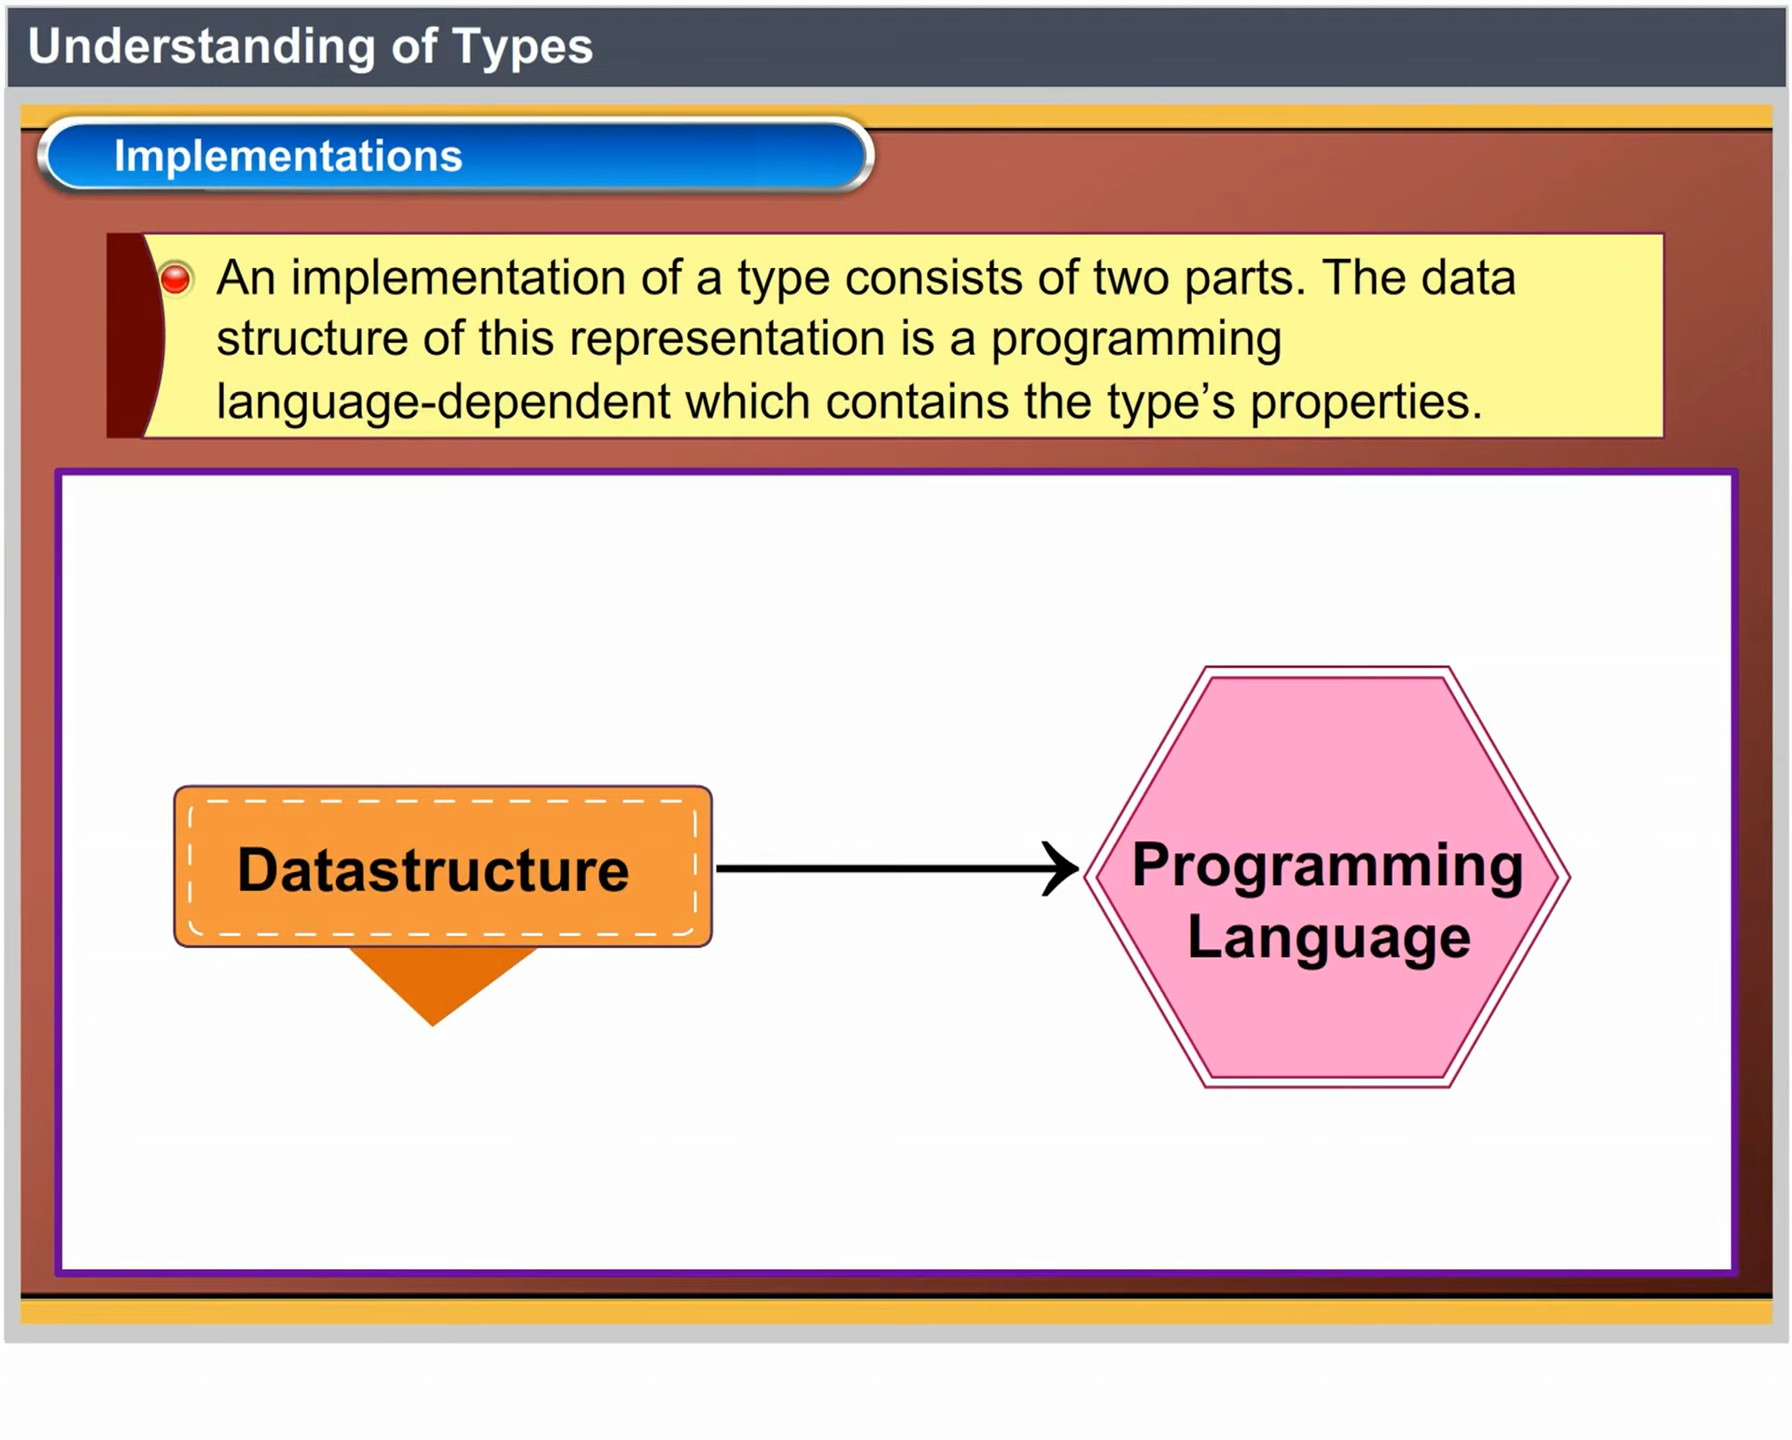 Understanding of Types
Implementations
An implementation of a type consists of two parts. The data
structure of this representation is a programming
language-dependent which contains the type’s properties.
Datastructure
Programming
Language